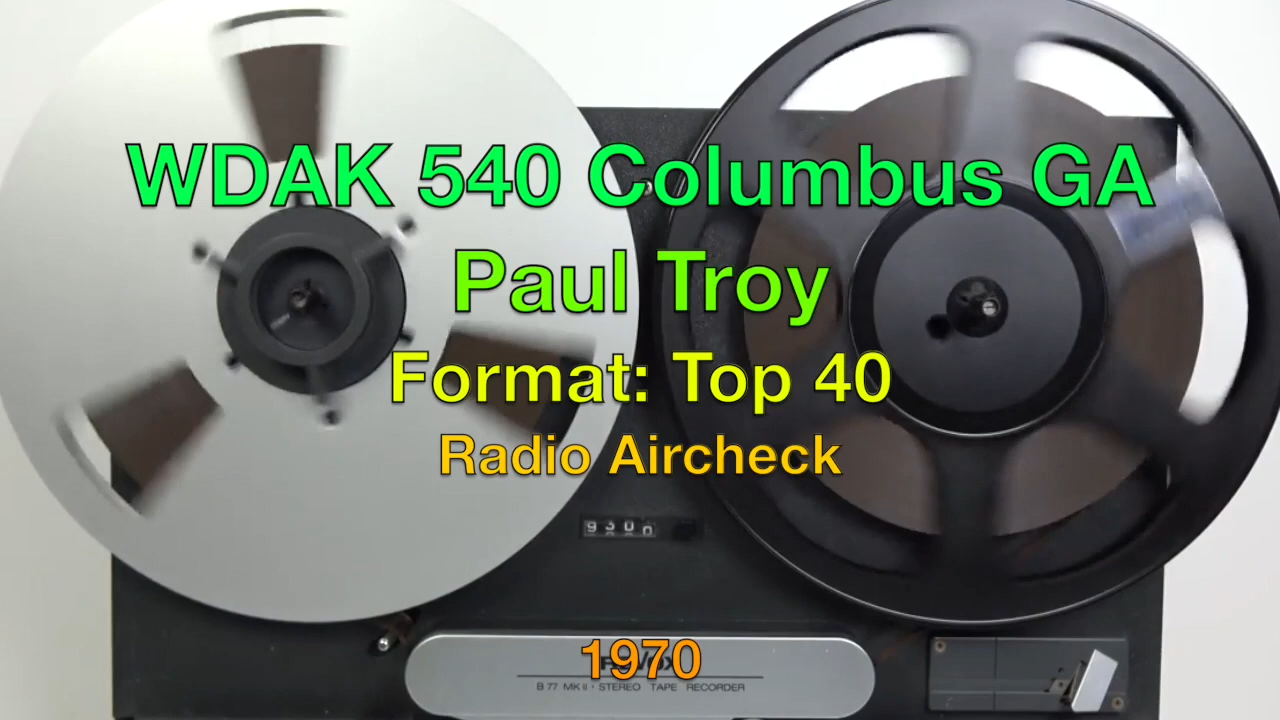 WDAK 540 Columbus GA
Paul Troy
Format: Top 40
Radio Aircheck
930
1970
B 77 MK II · STEREO TAPE RECORDER